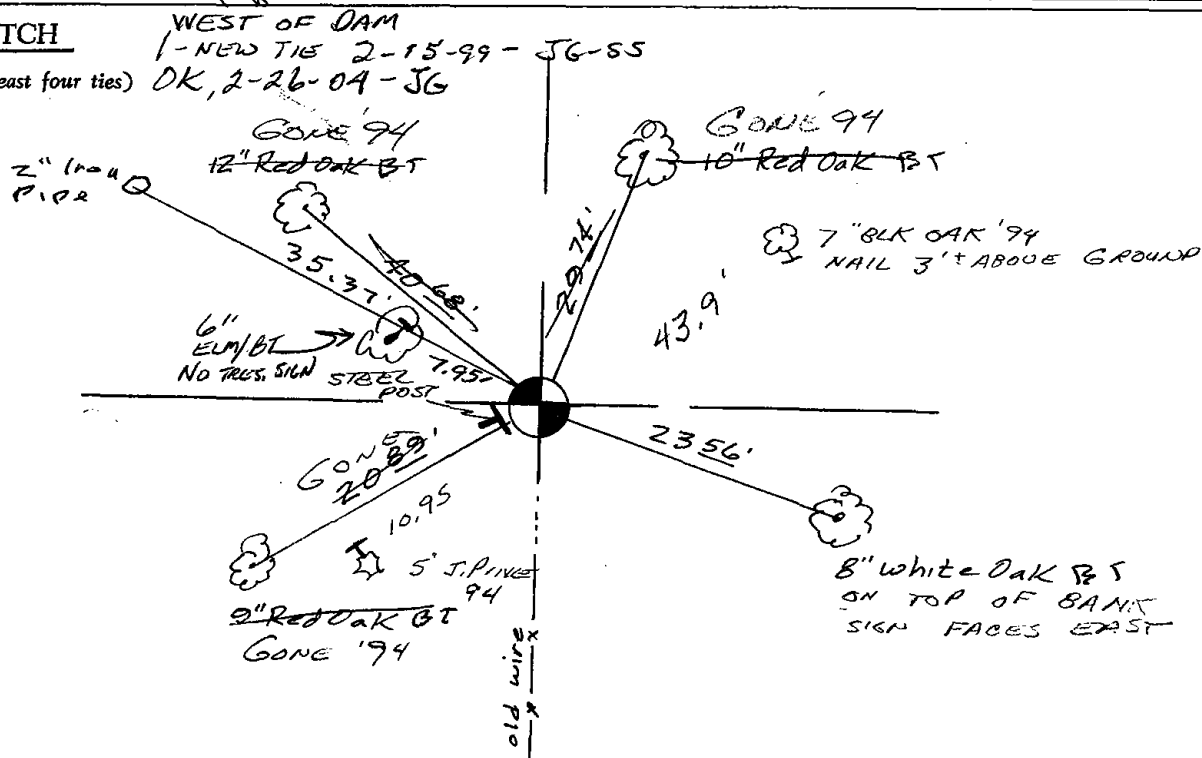 TCH
WEST OF DAM
1-NEW TIE 2-15-99 - JG-SS
east four ties) OK, 2-26-04 - JG
GONE '94
12" Red Oak BT
GONE 94
10" Red Oak BT
2" Iron
Pipe
7" BLK OAK '94
NAIL 3'± ABOVE GROUND
35.37'
40.68'
29.74'
43.9'
6"
ELM/BT
NO TRES. SIGN
STEEL
POST
7.95'
23.56'
GONE
20.89'
10.95
5" J.PINE
94
9" Red Oak BT
GONE '94
8" White Oak BT
ON TOP OF BANK
SIGN FACES EAST
old wire